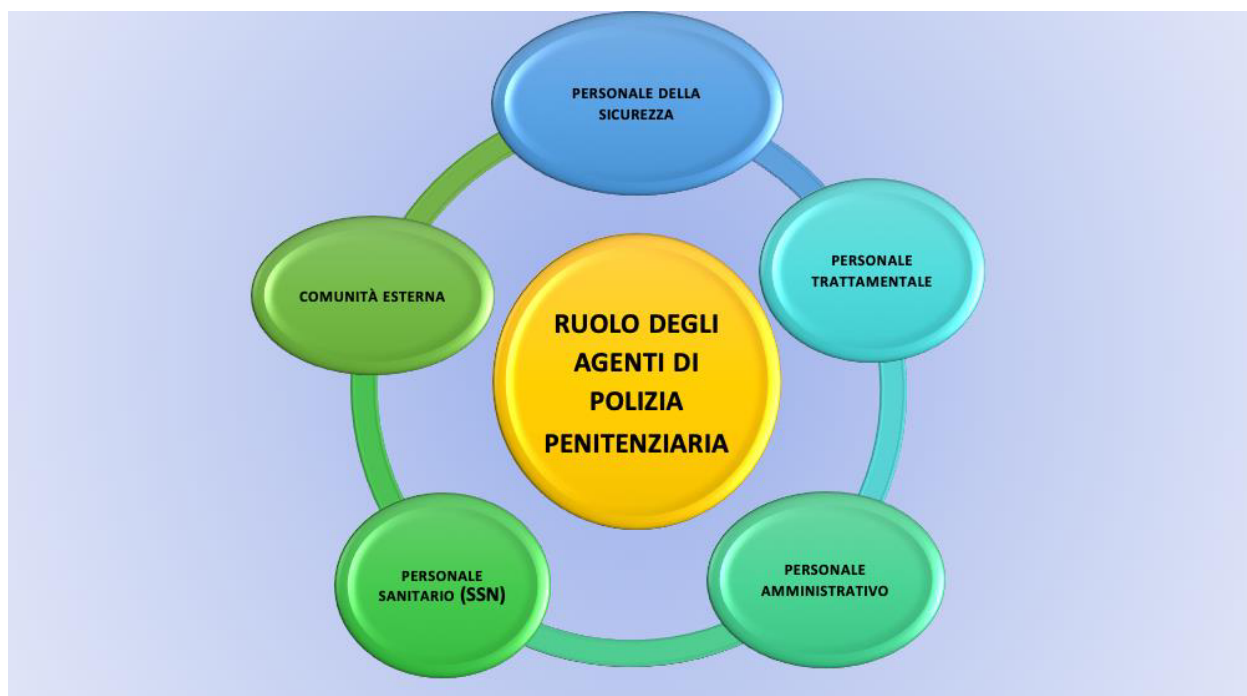 PERSONALE DELLA
SICUREZZA
PERSONALE
TRATTAMENTALE
COMUNITÀ ESTERNA
RUOLO DEGLI
AGENTI DI
POLIZIA
PENITENZIARIA
PERSONALE
SANITARIO (SSN)
PERSONALE
AMMINISTRATIVO